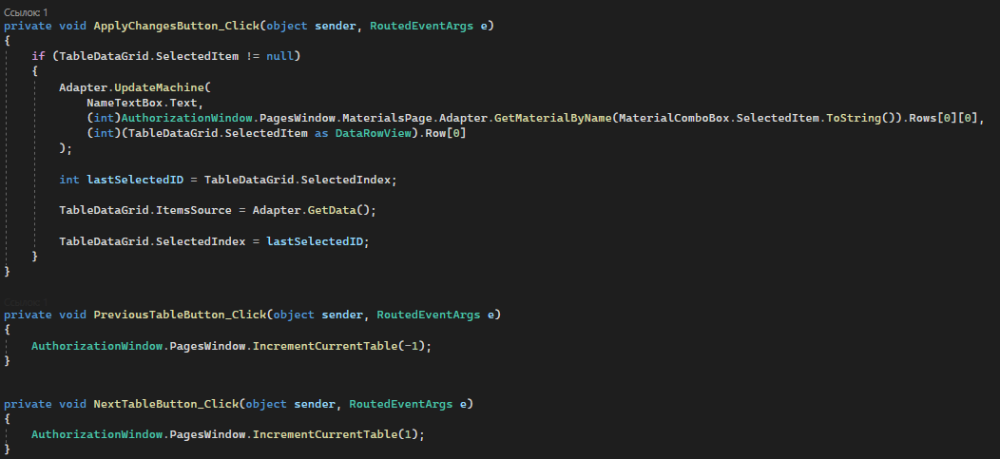 Ссылок: 1
private void ApplyChangesButton_Click(object sender, RoutedEventArgs e)
{
if (TableDataGrid.SelectedItem != null)
{
Adapter.UpdateMachine(
NameTextBox.Text,
(int)AuthorizationWindow.PagesWindow.MaterialsPage.Adapter.GetMaterialByName(MaterialComboBox.SelectedItem.ToString()).Rows[0][0],
(int)(TableDataGrid.SelectedItem as DataRowView).Row[0]
);
int lastSelectedID = TableDataGrid.SelectedIndex;
TableDataGrid.ItemsSource = Adapter.GetData();
TableDataGrid.SelectedIndex = lastSelectedID;
}
}
Ссылок: 1
private void PreviousTableButton_Click(object sender, RoutedEventArgs e)
{
AuthorizationWindow.PagesWindow.IncrementCurrentTable(-1);
}
private void NextTableButton_Click(object sender, RoutedEventArgs e)
{
AuthorizationWindow.PagesWindow.IncrementCurrentTable(1);
}